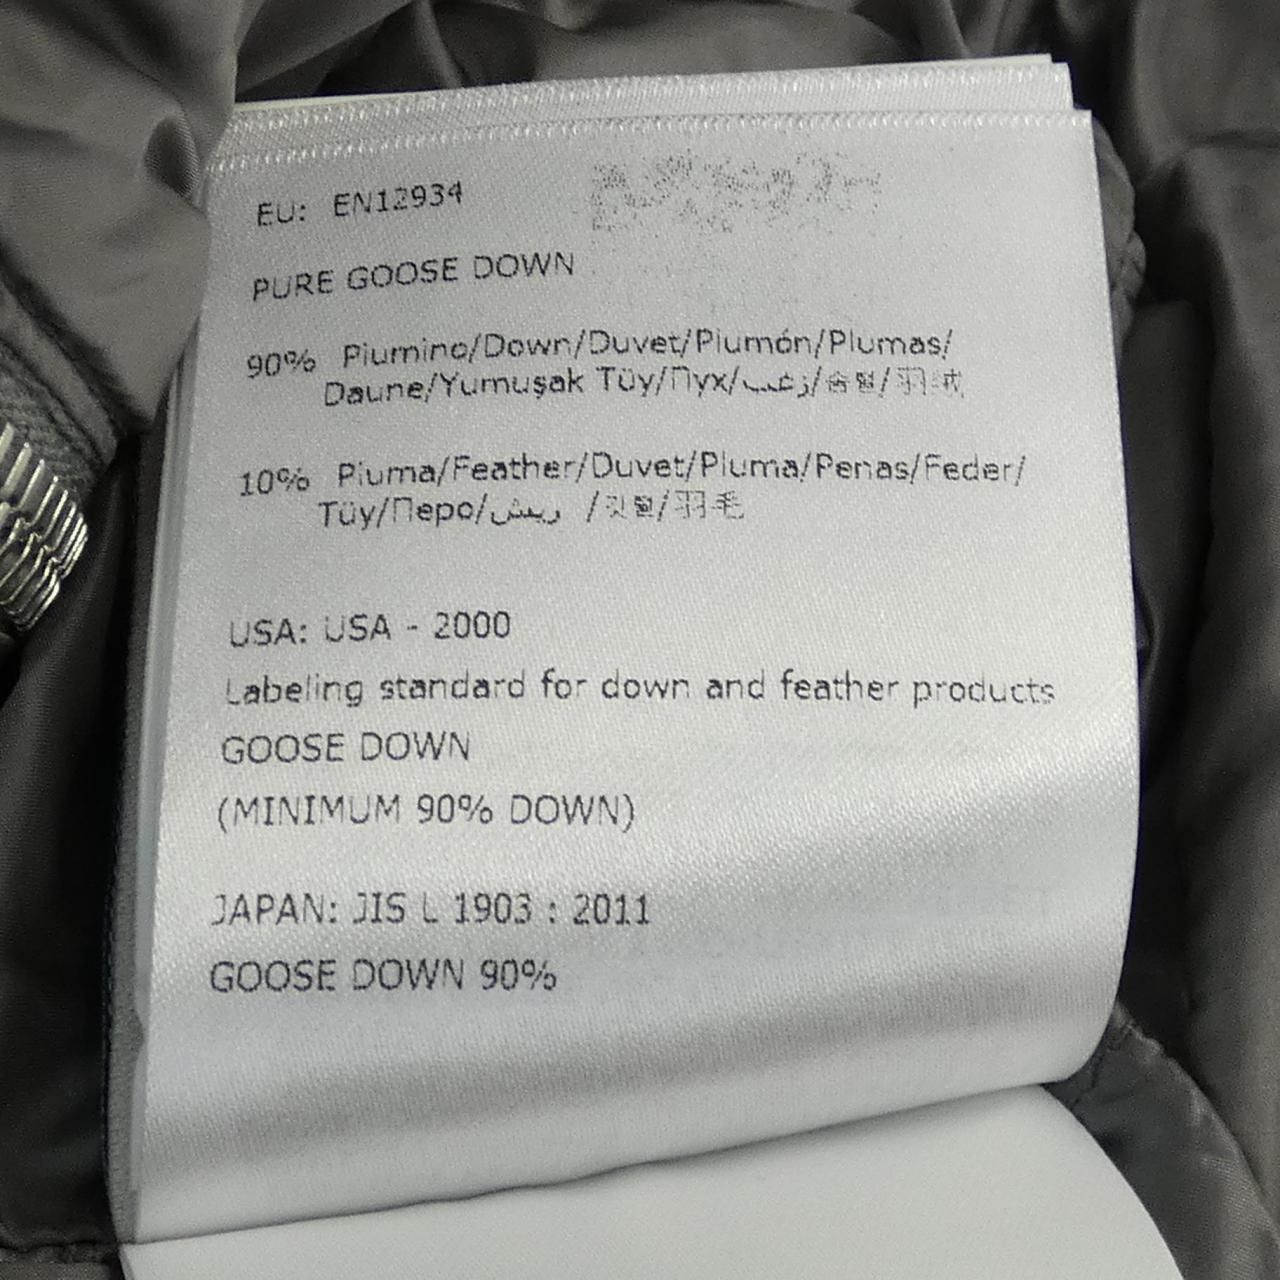 EU: EN12934
PURE GOOSE DOWN
90% Piumino/Down/Duvet/Plumón/Plumas/
Daune/Yumuşak Tüy/Пух/زغب/솜털/羽绒
10% Piuma/Feather/Duvet/Pluma/Penas/Feder/
Tüy/Перо/ريش /깃털/羽毛
USA: USA - 2000
Labeling standard for down and feather products
GOOSE DOWN
(MINIMUM 90% DOWN)
JAPAN: JIS L 1903 : 2011
GOOSE DOWN 90%